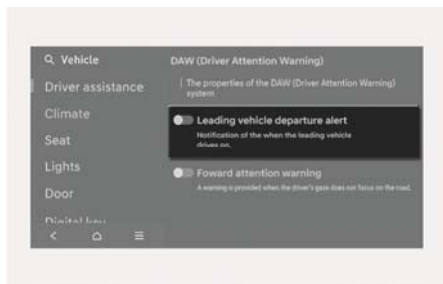 Vehicle
Driver assistance
Climate
Seat
Lights
Door
Digital key
DAW (Driver Attention Warning)
The properties of the DAW (Driver Attention Warning)
system
Leading vehicle departure alert
Notification of the when the leading vehicle
drives on.
Foward attention warning
A warning is provided when the driver's gaze does not focus on the road.